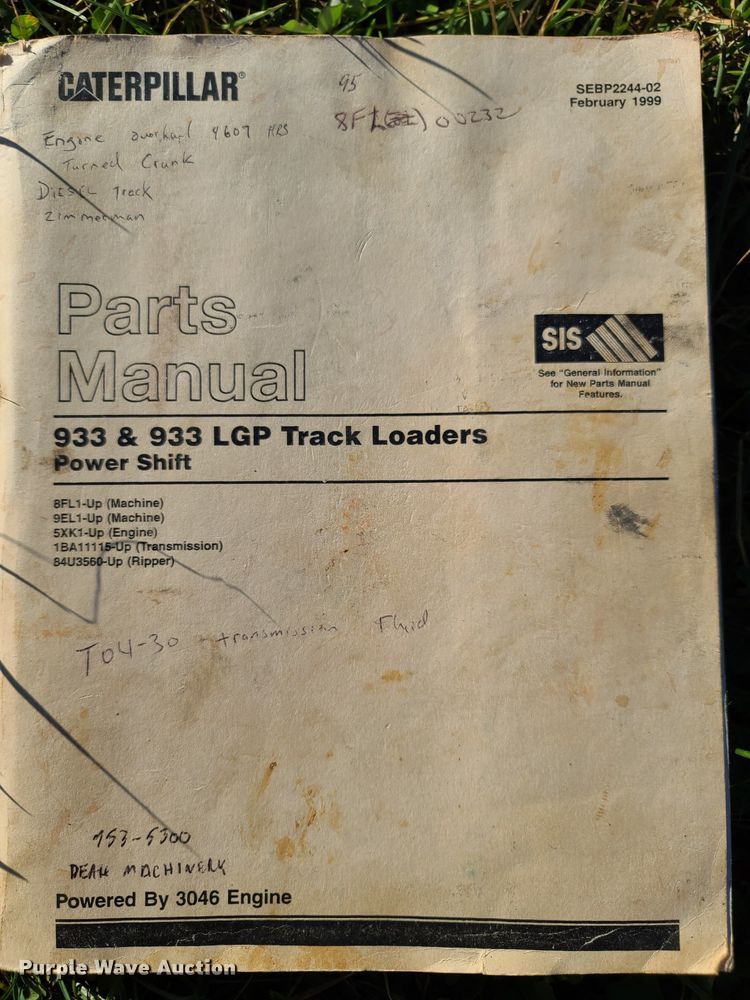 CATERPILLAR®
95
SEBP2244-02
February 1999
8FL 00232
Engine overhaul 4607 HRS
Turned Crank
DIESEL Track
Zimmerman
Parts
Manual
SIS
See "General Information"
for New Parts Manual
Features.
933 & 933 LGP Track Loaders
Power Shift
8FL1-Up (Machine)
9EL1-Up (Machine)
5XK1-Up (Engine)
1BA11115-Up (Transmission)
84U3560-Up (Ripper)
TO4-30 - transmission Fluid
753-5300
DEAN MACHINERY
Powered By 3046 Engine
Purple Wave Auction